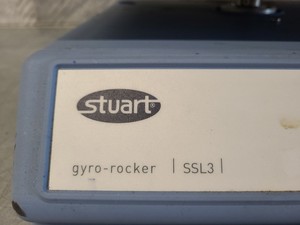 stuart
gyro-rocker | SSL3 |